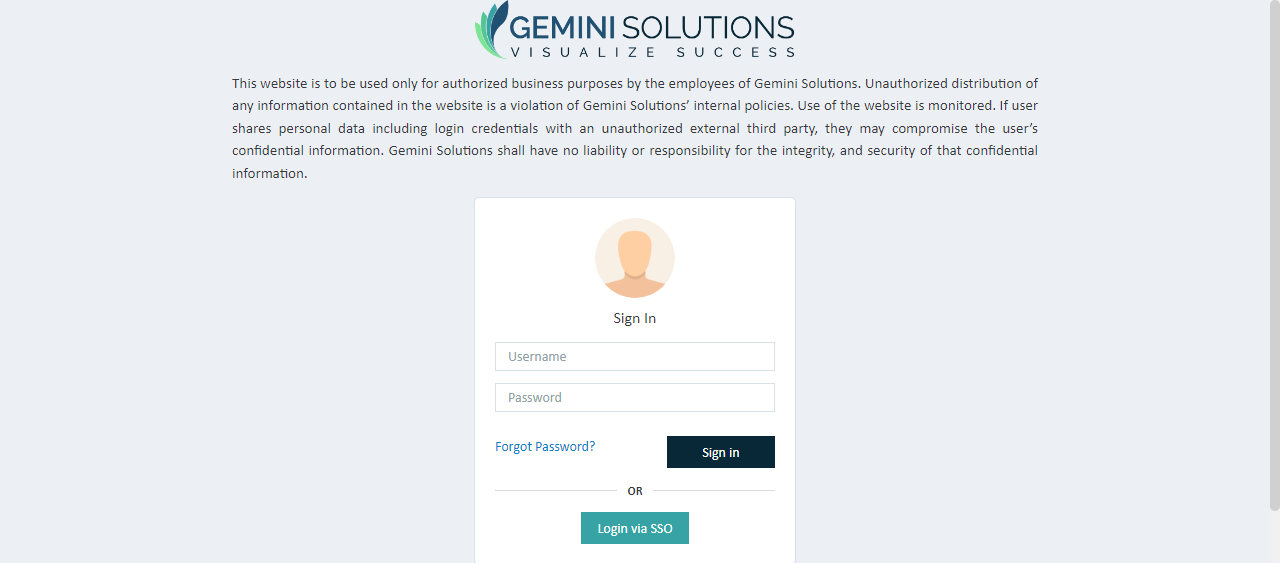 GEMINI SOLUTIONS
VISUALIZE SUCCESS
This website is to be used only for authorized business purposes by the employees of Gemini Solutions. Unauthorized distribution of
any information contained in the website is a violation of Gemini Solutions’ internal policies. Use of the website is monitored. If user
shares personal data including login credentials with an unauthorized external third party, they may compromise the user’s
confidential information. Gemini Solutions shall have no liability or responsibility for the integrity, and security of that confidential
information.
Sign In
Username
Password
Forgot Password?
Sign in
OR
Login via SSO